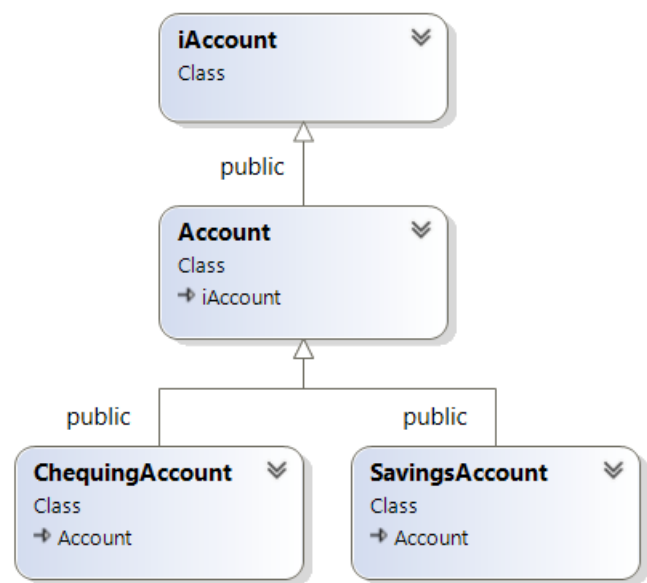 iAccount
Class
public
Account
Class
iAccount
public
public
ChequingAccount
Class
Account
SavingsAccount
Class
Account